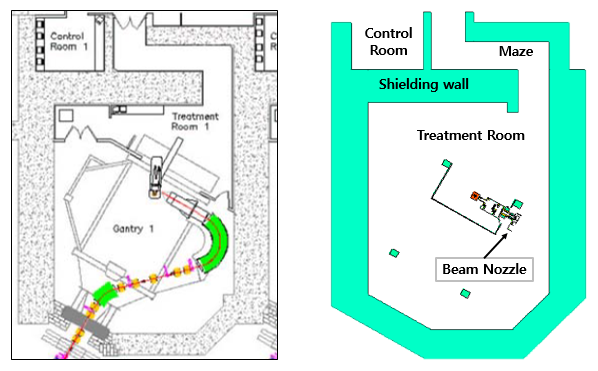 Control
Room 1
Treatment
Room 1
Gantry 1
Control
Room
Maze
Shielding wall
Treatment Room
Beam Nozzle